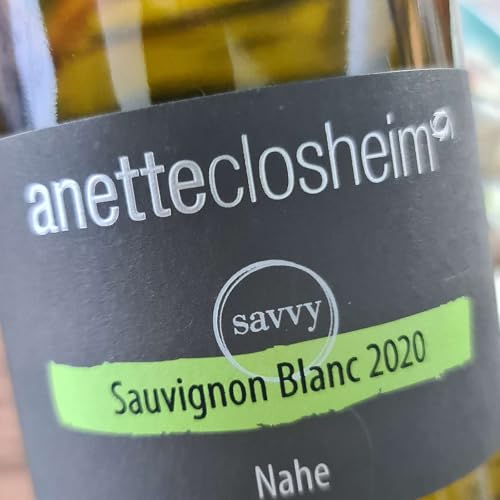 anetteclosheim
savvy
Sauvignon Blanc 2020
Nahe